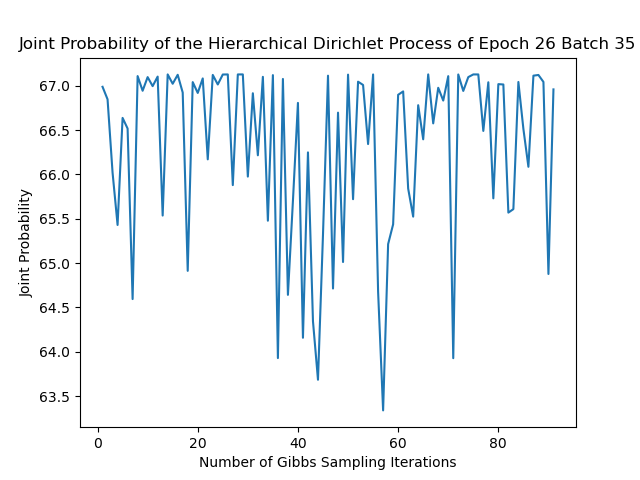 Joint Probability of the Hierarchical Dirichlet Process of Epoch 26 Batch 35
67.0
66.5
66.0
65.5
65.0
64.5
64.0
63.5
Joint Probability
0 20 40 60 80
Number of Gibbs Sampling Iterations